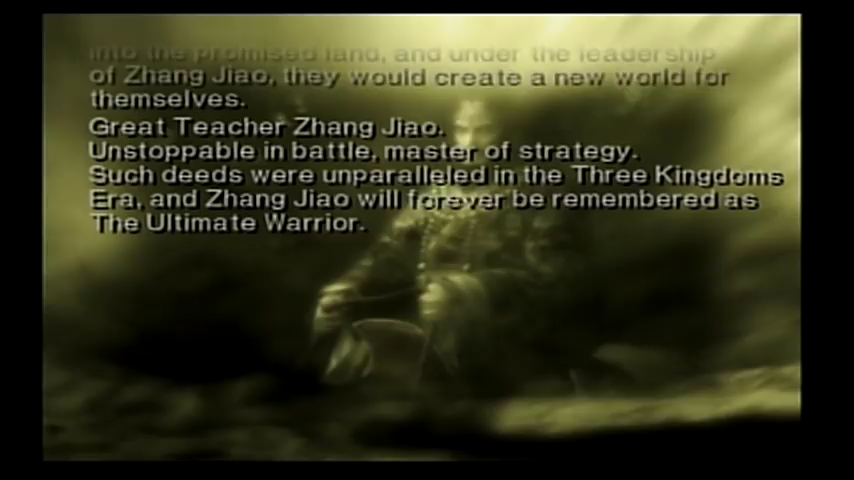 into the promised land, and under the leadership
of Zhang Jiao, they would create a new world for
themselves.
Great Teacher Zhang Jiao.
Unstoppable in battle, master of strategy.
Such deeds were unparalleled in the Three Kingdoms
Era, and Zhang Jiao will forever be remembered as
The Ultimate Warrior.